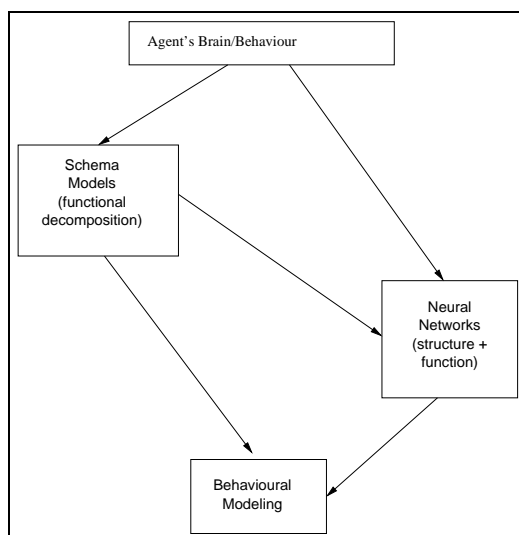 Agent's Brain/Behaviour
Schema
Models
(functional
decomposition)
Neural
Networks
(structure +
function)
Behavioural
Modeling